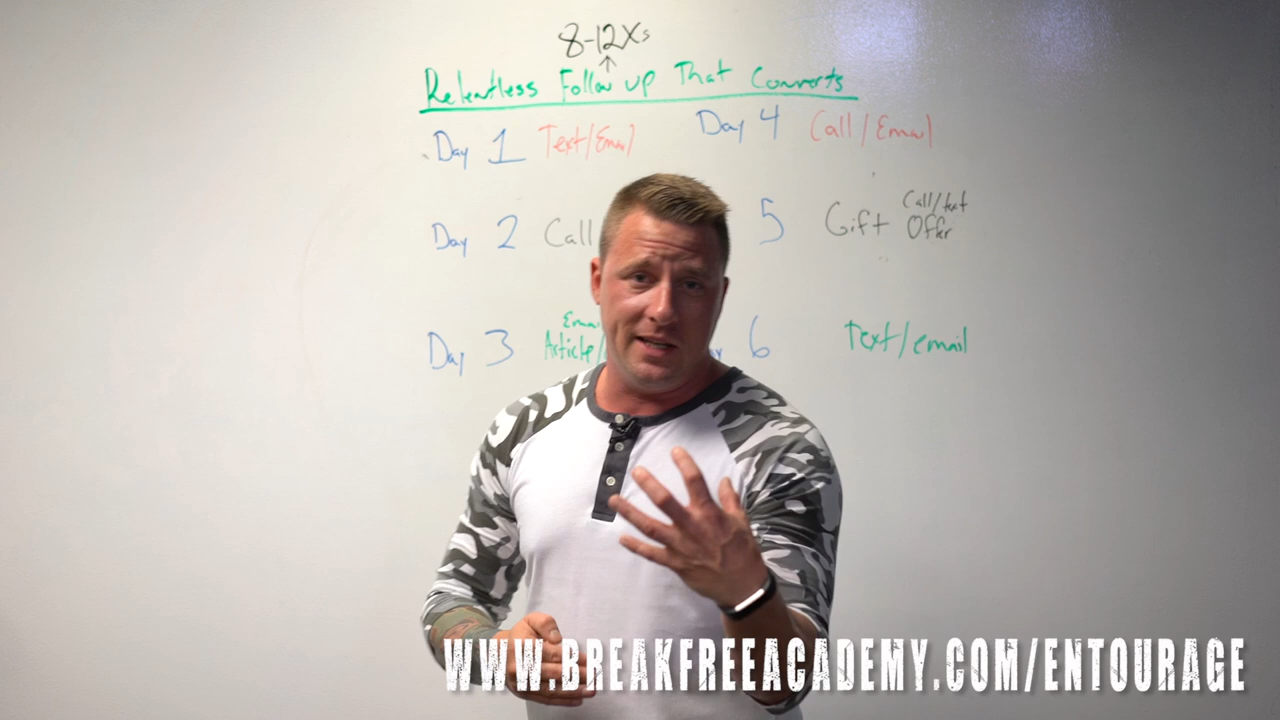 8-12Xs
Relentless Follow up That Converts
Day 1 Text/Email
Day 4 Call/Email
Day 2 Call
5 Gift Call/text Offer
Day 3 Article/
6 Text/email
WWW.BREAKFREEACADEMY.COM/ENTOURAGE